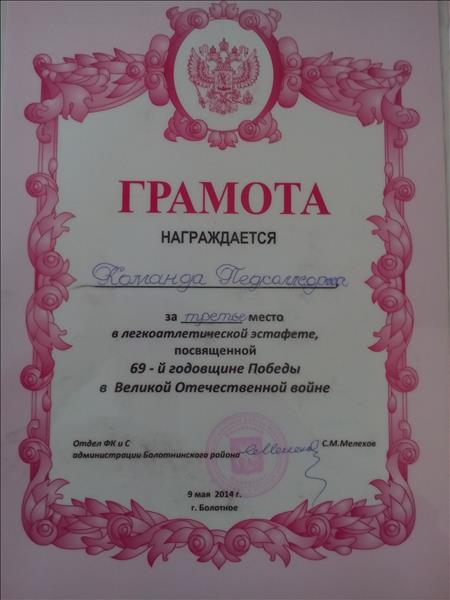 ГРАМОТА
НАГРАЖДАЕТСЯ
Команда Педколледжа
за третье место
в легкоатлетической эстафете,
посвященной
69 - й годовщине Победы
в Великой Отечественной войне
Отдел ФК и С
администрации Болотнинского района С.М.Мелехов
9 мая 2014 г.
г. Болотное